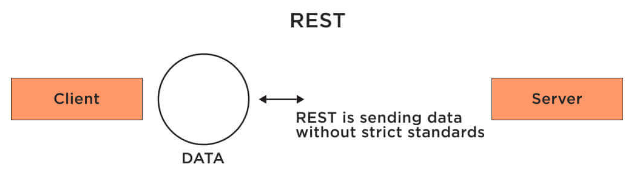 REST
Client
DATA
REST is sending data
without strict standards
Server